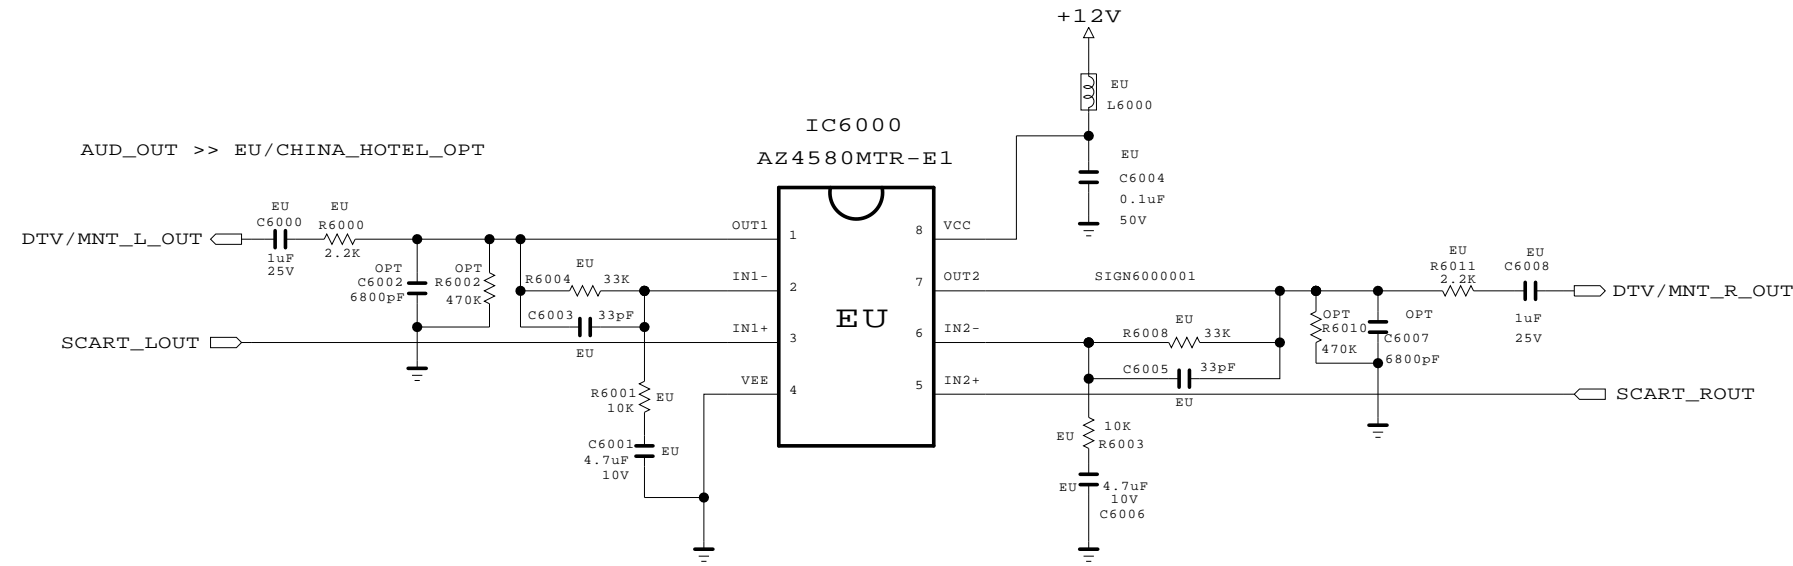 +12V
EU
L6000
IC6000
AZ4580MTR-E1
AUD_OUT >> EU/CHINA_HOTEL_OPT
EU
C6004
0.1uF
50V
DTV/MNT_L_OUT
EU
C6000
1uF
25V
EU
R6000
2.2K
OPT
C6002
6800pF
OPT
R6002
470K
EU
R6004 33K
C6003 33pF
EU
SCART_LOUT
R6001 EU
10K
C6001 EU
4.7uF
10V
OUT1 1
IN1- 2
IN1+ 3
VEE 4
EU
8 VCC
7 OUT2
6 IN2-
5 IN2+
SIGN6000001
EU
R6008 33K
C6005 33pF
EU
10K
EU R6003
EU 4.7uF
10V
C6006
OPT
R6010
470K
OPT
C6007
6800pF
EU
R6011
2.2K
EU
C6008
1uF
25V
DTV/MNT_R_OUT
SCART_ROUT